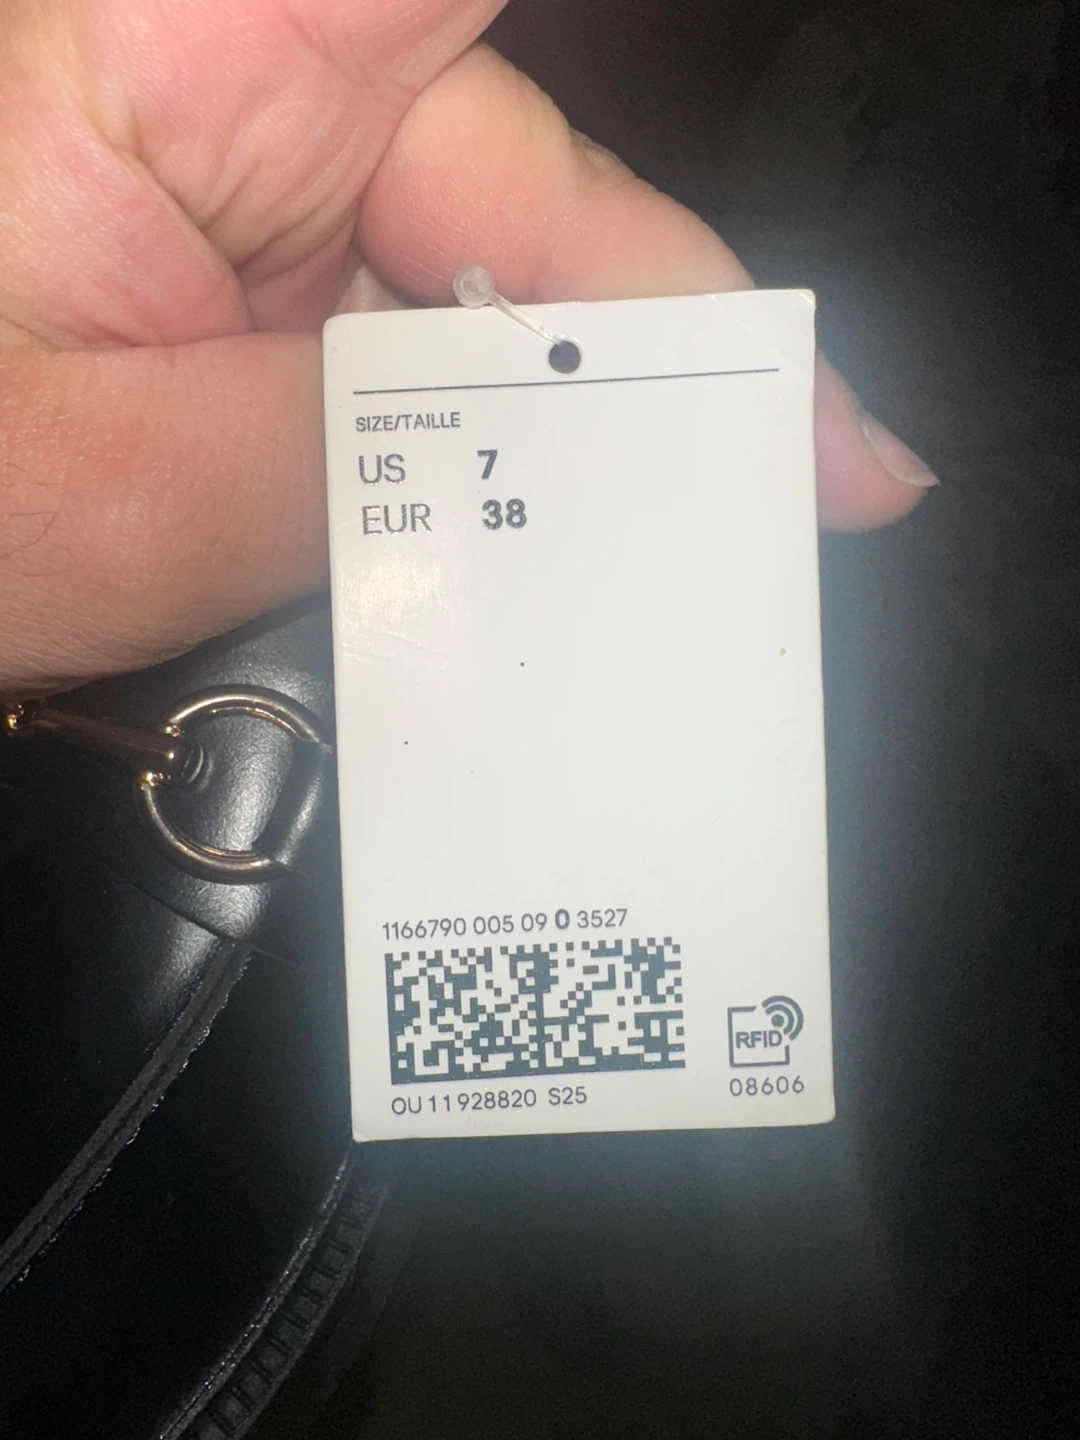 SIZE/TAILLE
US 7
EUR 38
1166790 005 09 0 3527
RFID
OU 11928820 S25
08606